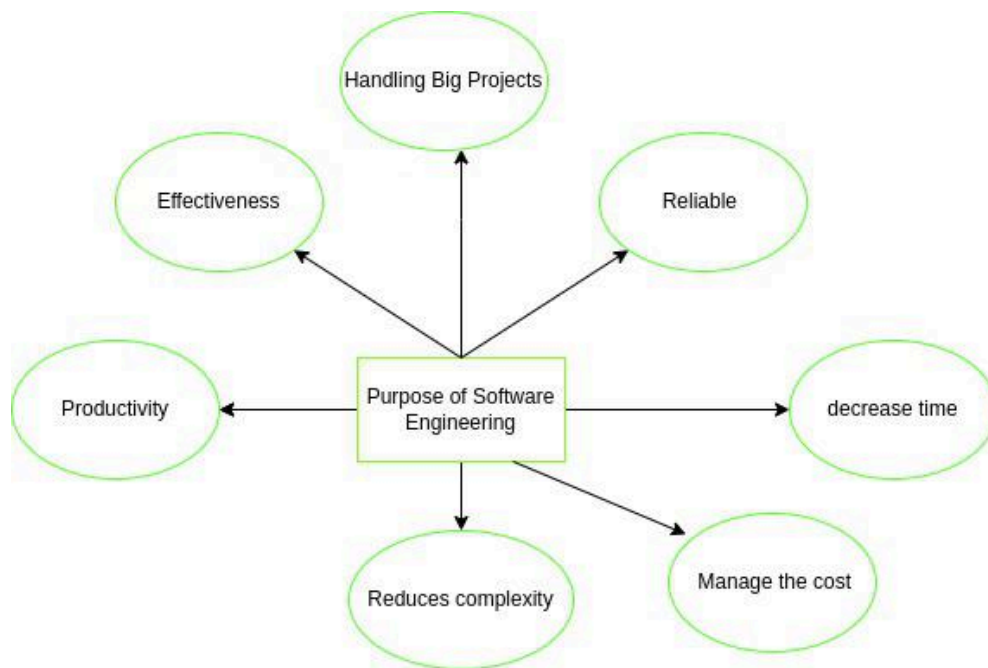 Handling Big Projects
Effectiveness
Reliable
Purpose of Software
Engineering
Productivity
decrease time
Reduces complexity
Manage the cost